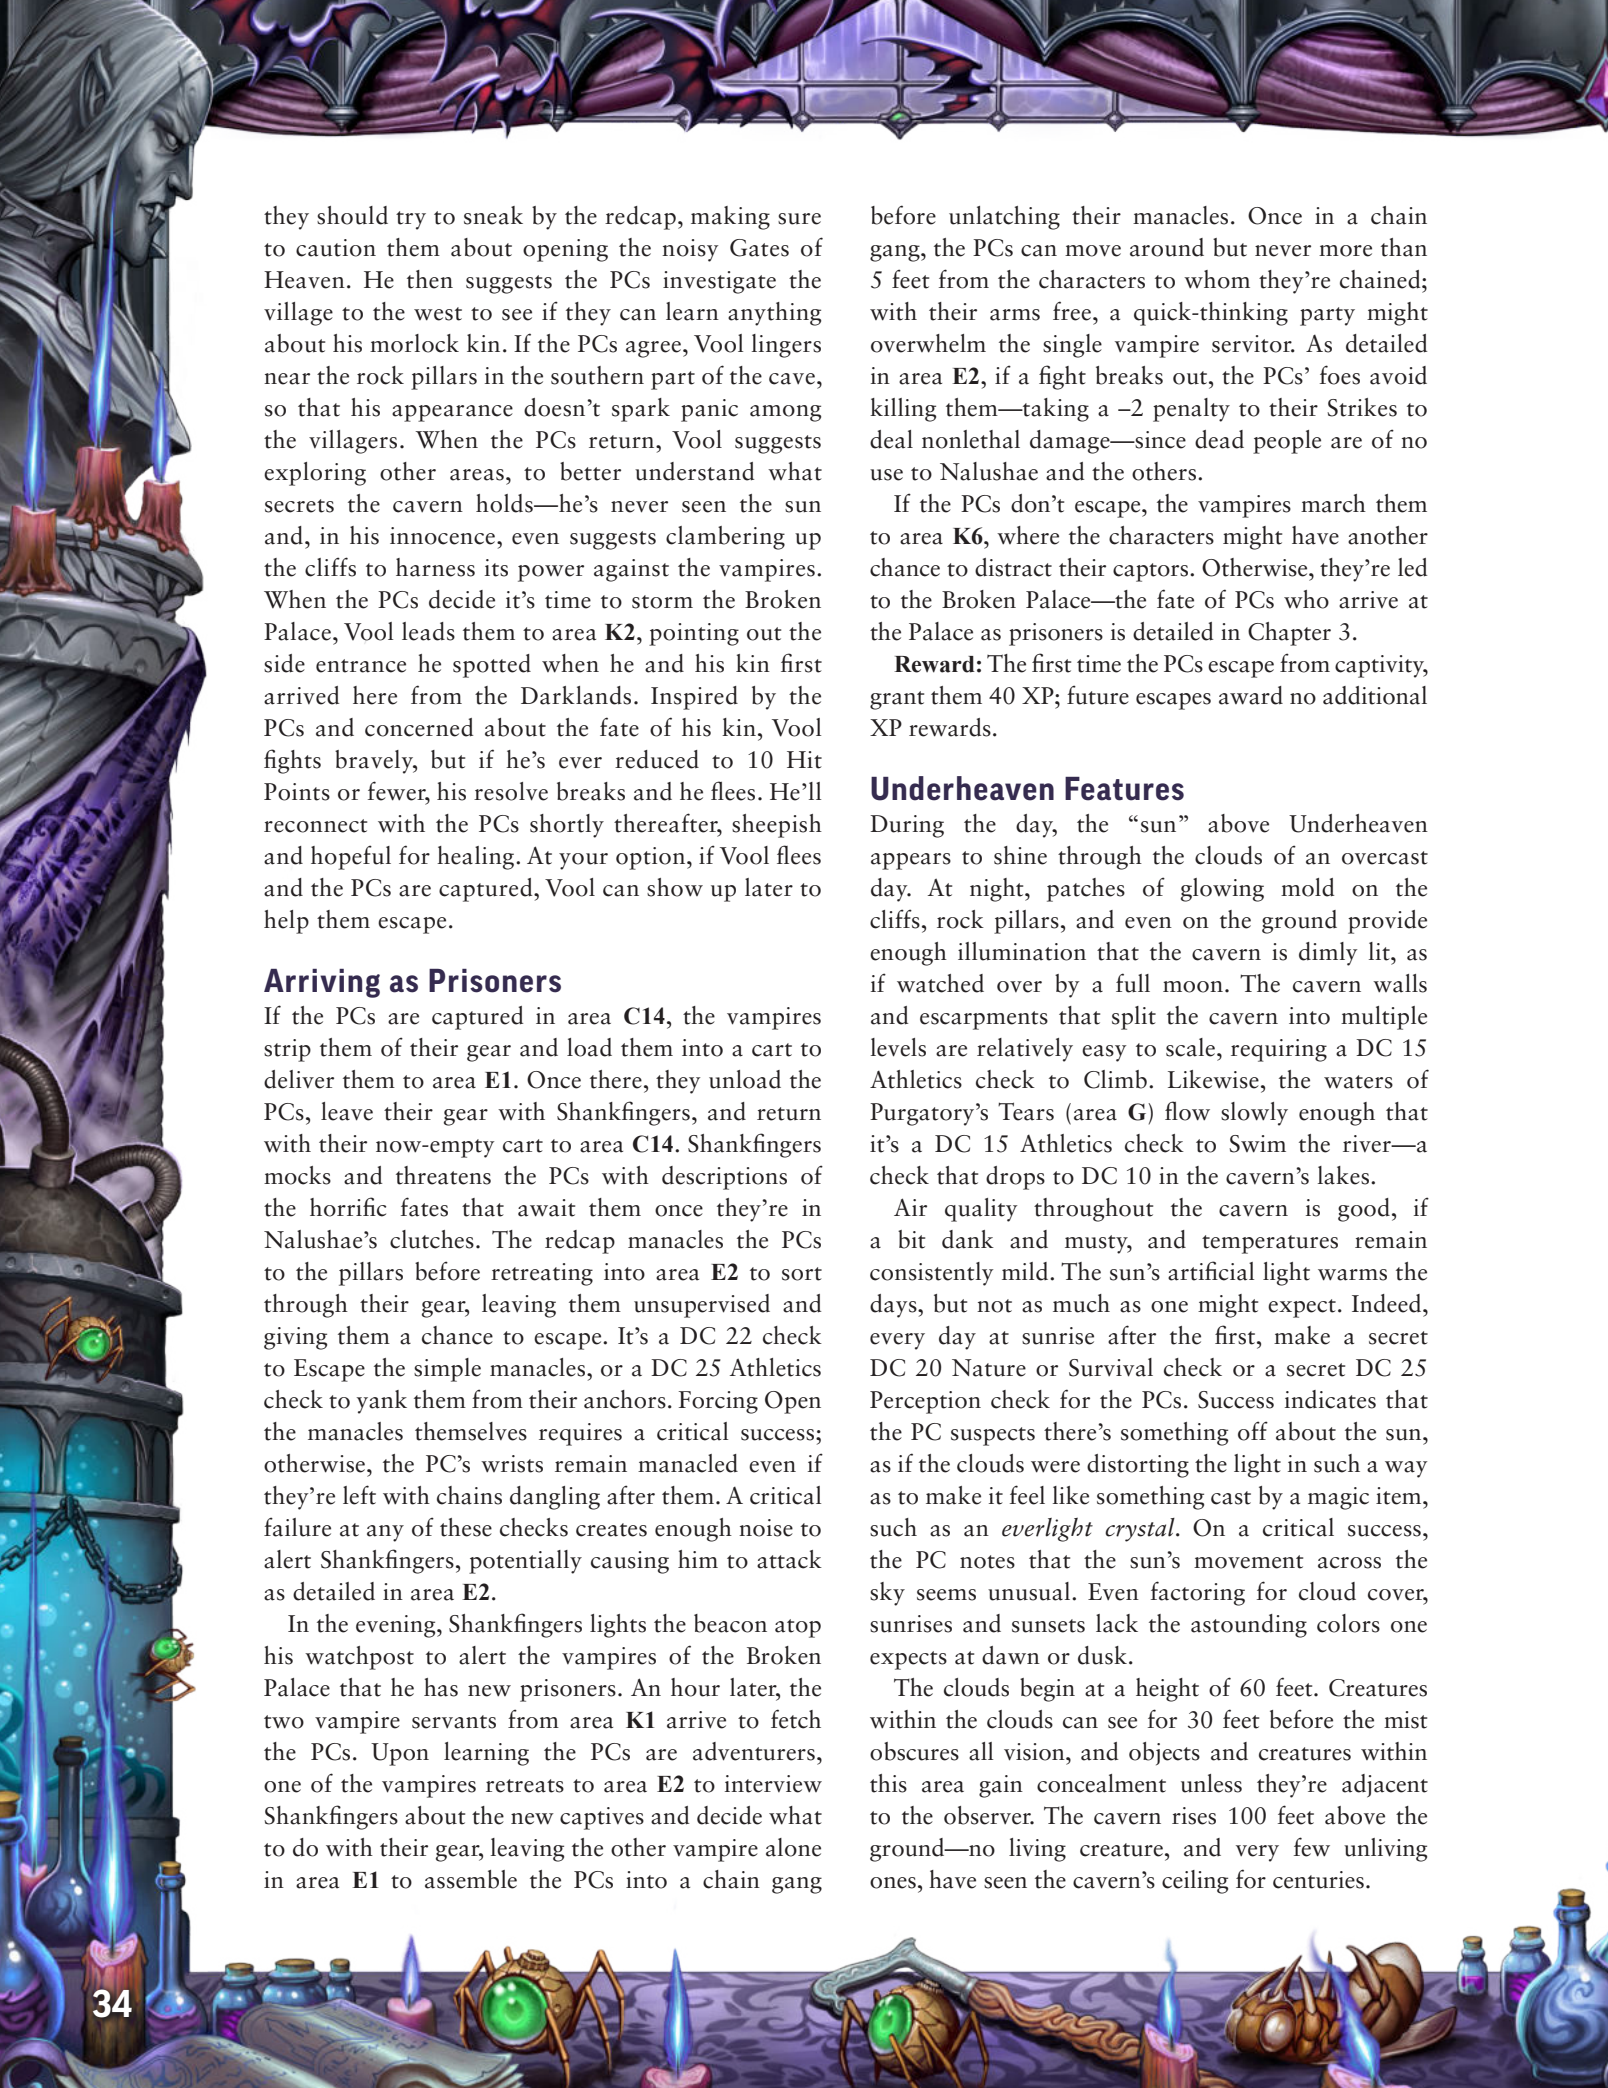 they should try to sneak by the redcap, making sure
to caution them about opening the noisy Gates of
Heaven. He then suggests the PCs investigate the
village to the west to see if they can learn anything
about his morlock kin. If the PCs agree, Vool lingers
near the rock pillars in the southern part of the cave,
so that his appearance doesn’t spark panic among
the villagers. When the PCs return, Vool suggests
exploring other areas, to better understand what
secrets the cavern holds—he’s never seen the sun
and, in his innocence, even suggests clambering up
the cliffs to harness its power against the vampires.
When the PCs decide it’s time to storm the Broken
Palace, Vool leads them to area K2, pointing out the
side entrance he spotted when he and his kin first
arrived here from the Darklands. Inspired by the
PCs and concerned about the fate of his kin, Vool
fights bravely, but if he’s ever reduced to 10 Hit
Points or fewer, his resolve breaks and he flees. He’ll
reconnect with the PCs shortly thereafter, sheepish
and hopeful for healing. At your option, if Vool flees
and the PCs are captured, Vool can show up later to
help them escape.
Arriving as Prisoners
If the PCs are captured in area C14, the vampires
strip them of their gear and load them into a cart to
deliver them to area E1. Once there, they unload the
PCs, leave their gear with Shankfingers, and return
with their now-empty cart to area C14. Shankfingers
mocks and threatens the PCs with descriptions of
the horrific fates that await them once they’re in
Nalushae’s clutches. The redcap manacles the PCs
to the pillars before retreating into area E2 to sort
through their gear, leaving them unsupervised and
giving them a chance to escape. It’s a DC 22 check
to Escape the simple manacles, or a DC 25 Athletics
check to yank them from their anchors. Forcing Open
the manacles themselves requires a critical success;
otherwise, the PC’s wrists remain manacled even if
they’re left with chains dangling after them. A critical
failure at any of these checks creates enough noise to
alert Shankfingers, potentially causing him to attack
as detailed in area E2.
In the evening, Shankfingers lights the beacon atop
his watchpost to alert the vampires of the Broken
Palace that he has new prisoners. An hour later, the
two vampire servants from area K1 arrive to fetch
the PCs. Upon learning the PCs are adventurers,
one of the vampires retreats to area E2 to interview
Shankfingers about the new captives and decide what
to do with their gear, leaving the other vampire alone
in area E1 to assemble the PCs into a chain gang
before unlatching their manacles. Once in a chain
gang, the PCs can move around but never more than
5 feet from the characters to whom they’re chained;
with their arms free, a quick-thinking party might
overwhelm the single vampire servitor. As detailed
in area E2, if a fight breaks out, the PCs’ foes avoid
killing them—taking a –2 penalty to their Strikes to
deal nonlethal damage—since dead people are of no
use to Nalushae and the others.
If the PCs don’t escape, the vampires march them
to area K6, where the characters might have another
chance to distract their captors. Otherwise, they’re led
to the Broken Palace—the fate of PCs who arrive at
the Palace as prisoners is detailed in Chapter 3.
Reward: The first time the PCs escape from captivity,
grant them 40 XP; future escapes award no additional
XP rewards.
Underheaven Features
During the day, the “sun” above Underheaven
appears to shine through the clouds of an overcast
day. At night, patches of glowing mold on the
cliffs, rock pillars, and even on the ground provide
enough illumination that the cavern is dimly lit, as
if watched over by a full moon. The cavern walls
and escarpments that split the cavern into multiple
levels are relatively easy to scale, requiring a DC 15
Athletics check to Climb. Likewise, the waters of
Purgatory’s Tears (area G) flow slowly enough that
it’s a DC 15 Athletics check to Swim the river—a
check that drops to DC 10 in the cavern’s lakes.
Air quality throughout the cavern is good, if
a bit dank and musty, and temperatures remain
consistently mild. The sun’s artificial light warms the
days, but not as much as one might expect. Indeed,
every day at sunrise after the first, make a secret
DC 20 Nature or Survival check or a secret DC 25
Perception check for the PCs. Success indicates that
the PC suspects there’s something off about the sun,
as if the clouds were distorting the light in such a way
as to make it feel like something cast by a magic item,
such as an everlight crystal. On a critical success,
the PC notes that the sun’s movement across the
sky seems unusual. Even factoring for cloud cover,
sunrises and sunsets lack the astounding colors one
expects at dawn or dusk.
The clouds begin at a height of 60 feet. Creatures
within the clouds can see for 30 feet before the mist
obscures all vision, and objects and creatures within
this area gain concealment unless they’re adjacent
to the observer. The cavern rises 100 feet above the
ground—no living creature, and very few unliving
ones, have seen the cavern’s ceiling for centuries.
34